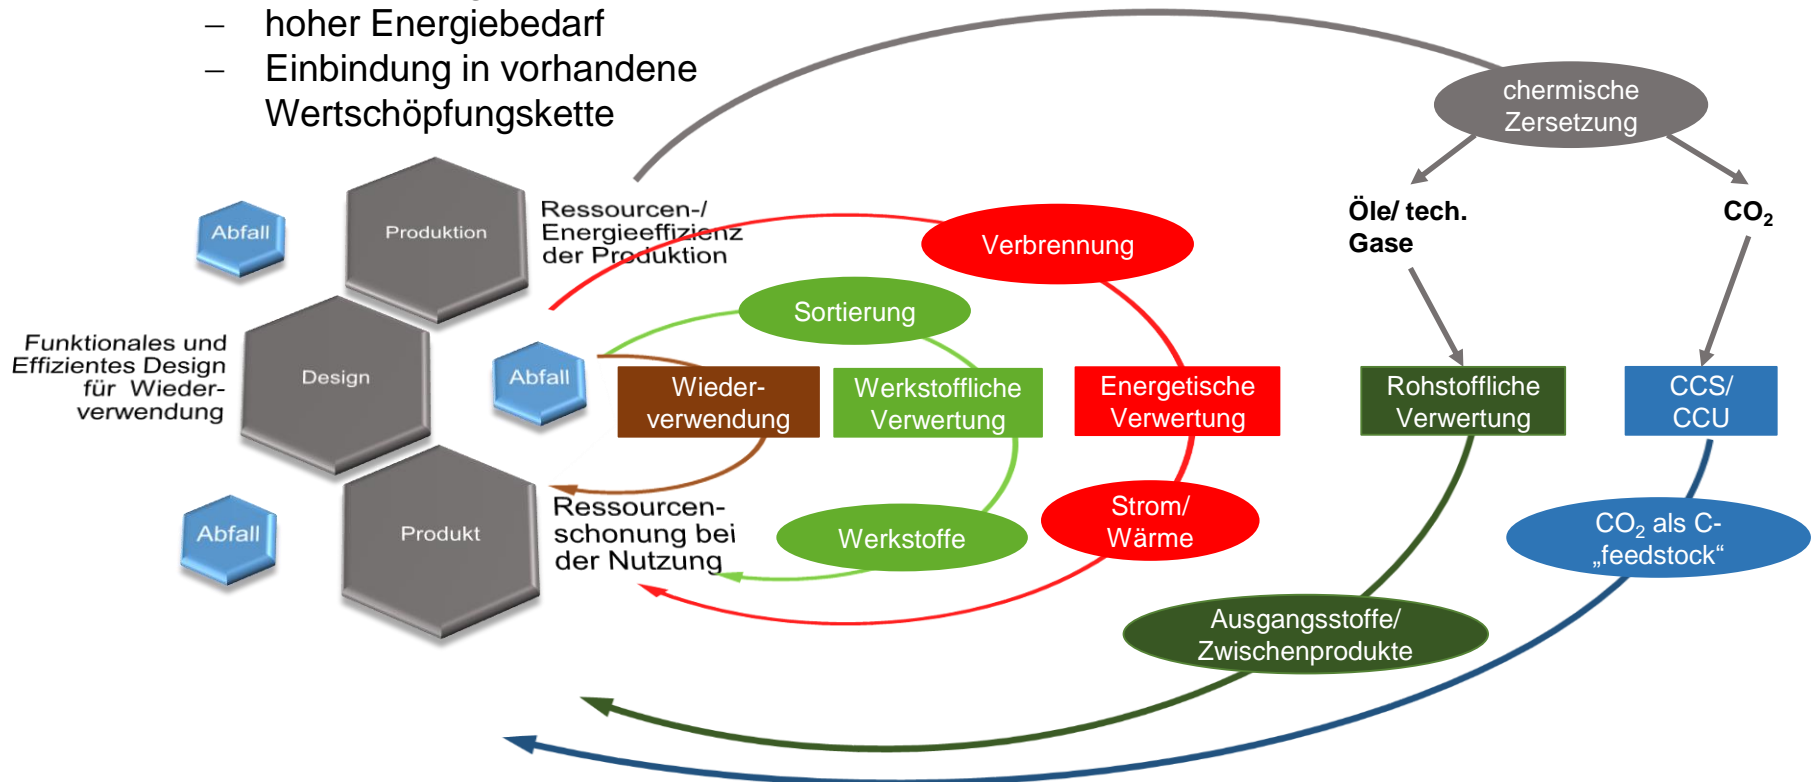 – hoher Energiebedarf
– Einbindung in vorhandene
Wertschöpfungskette
chermische
Zersetzung
Öle/ tech.
Gase
CO₂
Abfall
Produktion
Ressourcen-/
Energieeffizienz
der Produktion
Verbrennung
Sortierung
Funktionales und
Effizientes Design
für Wieder-
verwendung
Design
Abfall
Wieder-
verwendung
Werkstoffliche
Verwertung
Energetische
Verwertung
Rohstoffliche
Verwertung
CCS/
CCU
Abfall
Produkt
Ressourcen-
schonung bei
der Nutzung
Werkstoffe
Strom/
Wärme
CO₂ als C-
„feedstock“
Ausgangsstoffe/
Zwischenprodukte